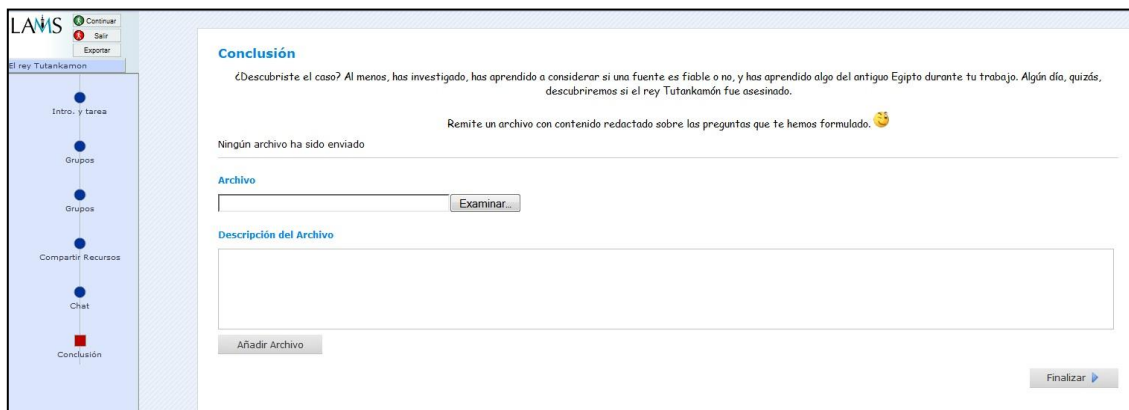 LAMS
Continuar
Salir
Exportar
El rey Tutankamon
Intro. y tarea
Grupos
Grupos
Compartir Recursos
Chat
Conclusión
Conclusión
¿Descubriste el caso? Al menos, has investigado, has aprendido a considerar si una fuente es fiable o no, y has aprendido algo del antiguo Egipto durante tu trabajo. Algún día, quizás,
descubriremos si el rey Tutankamón fue asesinado.
Remite un archivo con contenido redactado sobre las preguntas que te hemos formulado.
Ningún archivo ha sido enviado
Archivo
Examinar...
Descripción del Archivo
Añadir Archivo
Finalizar